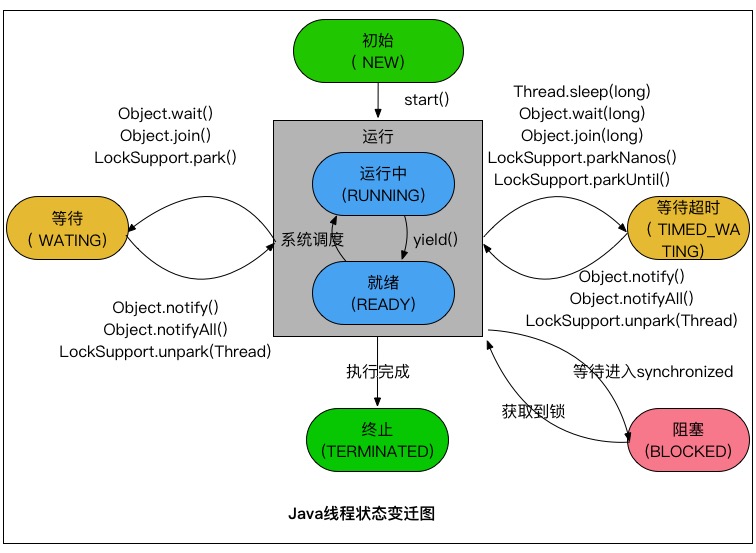 初始
( NEW)
start()
Thread.sleep(long)
Object.wait(long)
Object.join(long)
LockSupport.parkNanos()
LockSupport.parkUntil()
Object.wait()
Object.join()
LockSupport.park()
运行
运行中
(RUNNING)
等待
( WATING)
等待超时
( TIMED_WA
TING)
系统调度
yield()
就绪
(READY)
Object.notify()
Object.notifyAll()
LockSupport.unpark(Thread)
Object.notify()
Object.notifyAll()
LockSupport.unpark(Thread)
执行完成
等待进入synchronized
获取到锁
终止
(TERMINATED)
阻塞
(BLOCKED)
Java线程状态变迁图